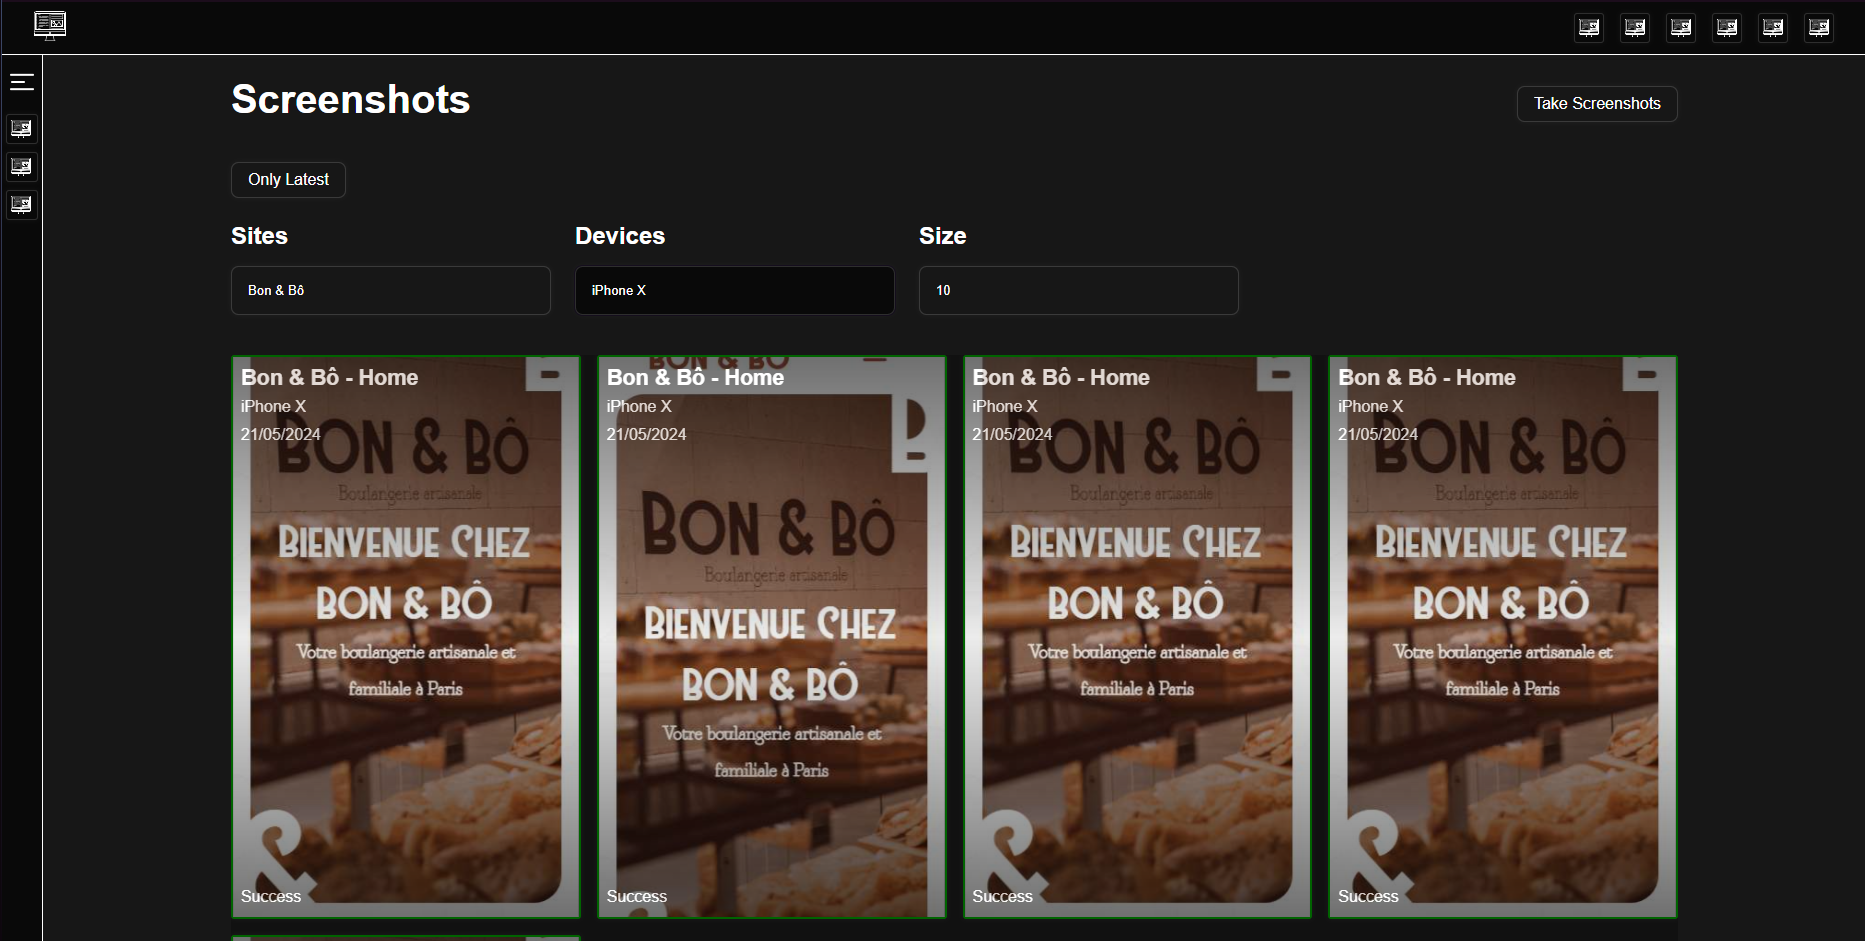 Screenshots
Take Screenshots
Only Latest
Sites
Devices
Size
Bon & Bô
iPhone X
10
Bon & Bô - Home
iPhone X
21/05/2024
BON & BÔ
Boulangerie artisanale
BIENVENUE CHEZ
BON & BÔ
Votre boulangerie artisanale et
familiale à Paris
Success
BON & BÔ
Bon & Bô - Home
iPhone X
21/05/2024
BON & BÔ
Boulangerie artisanale
BIENVENUE CHEZ
BON & BÔ
Votre boulangerie artisanale et
familiale à Paris
Success
Bon & Bô - Home
iPhone X
21/05/2024
BON & BÔ
Boulangerie artisanale
BIENVENUE CHEZ
BON & BÔ
Votre boulangerie artisanale et
familiale à Paris
&
Success
Bon & Bô - Home
iPhone X
21/05/2024
BON & BÔ
Boulangerie artisanale
BIENVENUE CHEZ
BON & BÔ
Votre boulangerie artisanale et
familiale à Paris
&
Success